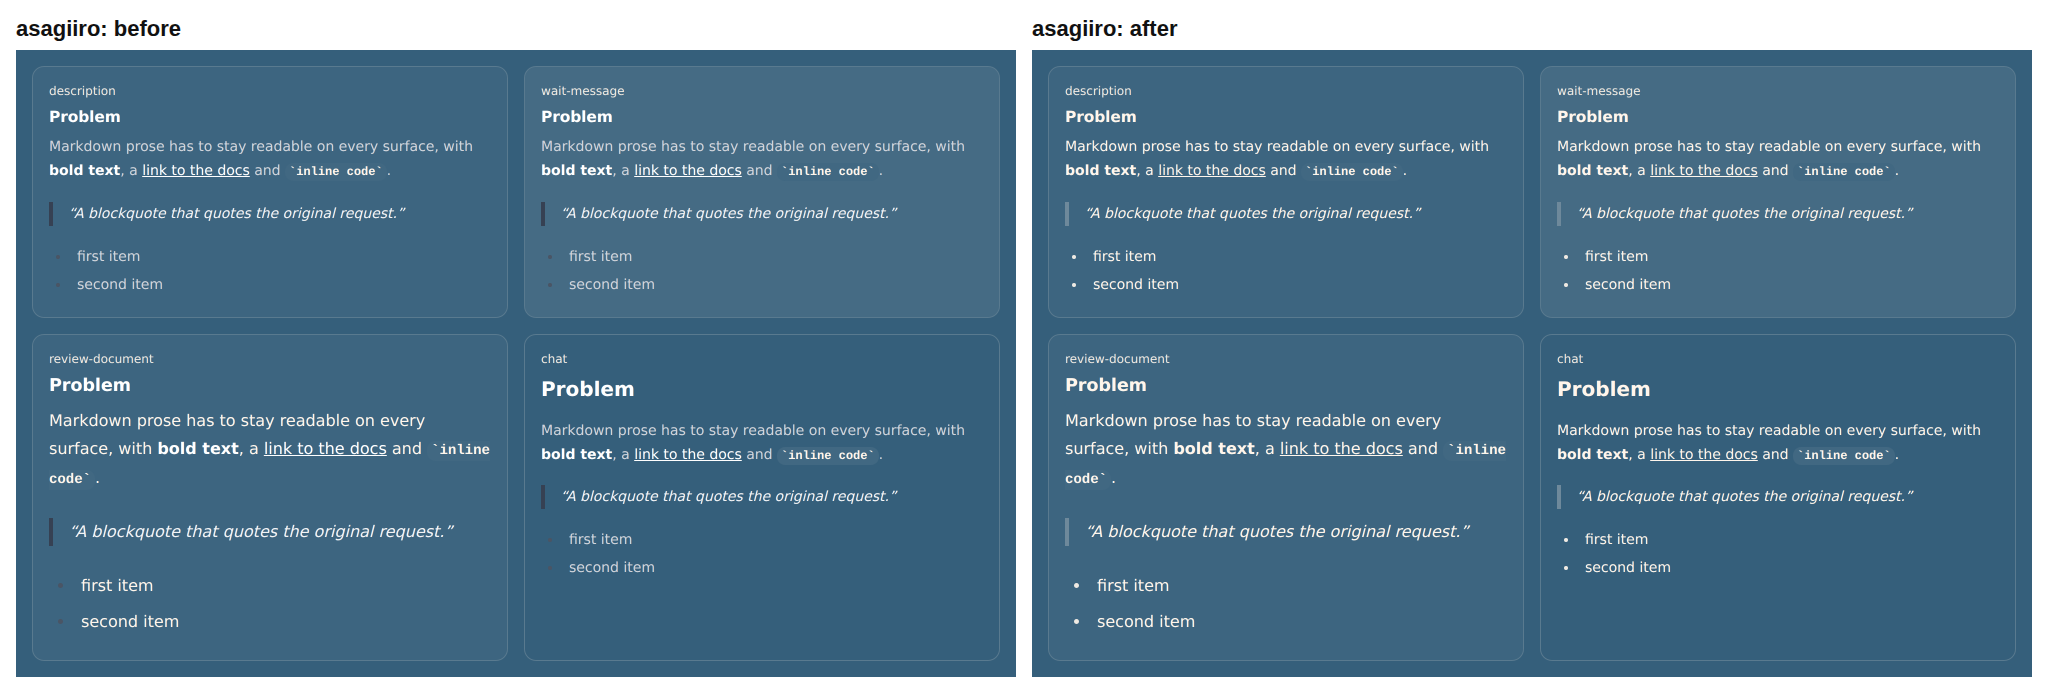 asagiiro: before
description
Problem
Markdown prose has to stay readable on every surface, with
bold text, a link to the docs and `inline code`.
“A blockquote that quotes the original request.”
• first item
• second item
wait-message
Problem
Markdown prose has to stay readable on every surface, with
bold text, a link to the docs and `inline code`.
“A blockquote that quotes the original request.”
• first item
• second item
review-document
Problem
Markdown prose has to stay readable on every
surface, with bold text, a link to the docs and `inline
code`.
“A blockquote that quotes the original request.”
• first item
• second item
chat
Problem
Markdown prose has to stay readable on every surface, with
bold text, a link to the docs and `inline code`.
“A blockquote that quotes the original request.”
first item
second item
asagiiro: after
description
Problem
Markdown prose has to stay readable on every surface, with
bold text, a link to the docs and `inline code`.
“A blockquote that quotes the original request.”
• first item
• second item
wait-message
Problem
Markdown prose has to stay readable on every surface, with
bold text, a link to the docs and `inline code`.
“A blockquote that quotes the original request.”
• first item
• second item
review-document
Problem
Markdown prose has to stay readable on every
surface, with bold text, a link to the docs and `inline
code`.
“A blockquote that quotes the original request.”
• first item
• second item
chat
Problem
Markdown prose has to stay readable on every surface, with
bold text, a link to the docs and `inline code`.
“A blockquote that quotes the original request.”
• first item
• second item